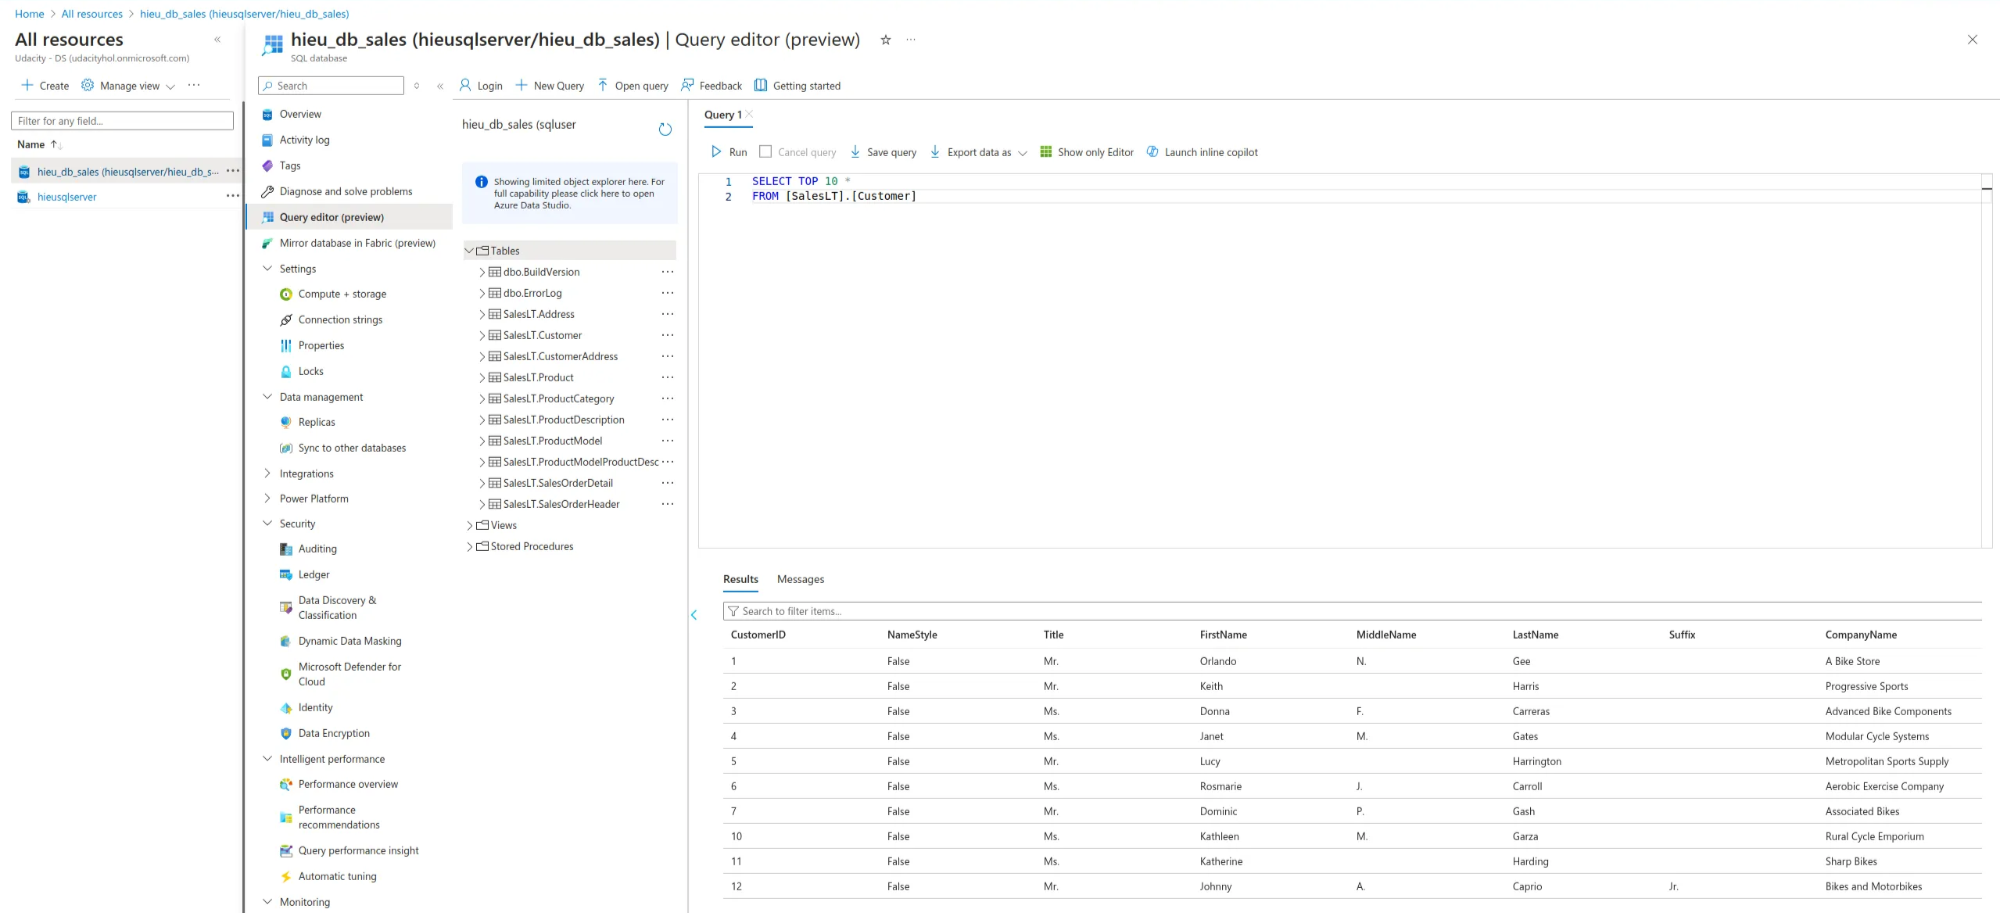 Home > All resources > hieu_db_sales (hieusqlserver/hieu_db_sales)
All resources
Udacity - DS (udacityhol.onmicrosoft.com)
Create Manage view ...
Filter for any field...
Name ↑↓
hieu_db_sales (hieusqlserver/hieu_db_s... ...
hieusqlserver ...
hieu_db_sales (hieusqlserver/hieu_db_sales) | Query editor (preview) ...
SQL database
Search
Overview
Activity log
Tags
Diagnose and solve problems
Query editor (preview)
Mirror database in Fabric (preview)
Settings
Compute + storage
Connection strings
Properties
Locks
Data management
Replicas
Sync to other databases
Integrations
Power Platform
Security
Auditing
Ledger
Data Discovery &
Classification
Dynamic Data Masking
Microsoft Defender for
Cloud
Identity
Data Encryption
Intelligent performance
Performance overview
Performance
recommendations
Query performance insight
Automatic tuning
Monitoring
Login New Query Open query Feedback Getting started
hieu_db_sales (sqluser
Showing limited object explorer here. For
full capability please click here to open
Azure Data Studio.
Tables
dbo.BuildVersion ...
dbo.ErrorLog ...
SalesLT.Address ...
SalesLT.Customer ...
SalesLT.CustomerAddress ...
SalesLT.Product ...
SalesLT.ProductCategory ...
SalesLT.ProductDescription ...
SalesLT.ProductModel ...
SalesLT.ProductModelProductDesc ...
SalesLT.SalesOrderDetail ...
SalesLT.SalesOrderHeader ...
Views
Stored Procedures
Query 1
Run Cancel query Save query Export data as Show only Editor Launch inline copilot
1 SELECT TOP 10 *
2 FROM [SalesLT].[Customer]
Results Messages
Search to filter items...
CustomerID NameStyle Title FirstName MiddleName LastName Suffix CompanyName
1 False Mr. Orlando N. Gee A Bike Store
2 False Mr. Keith Harris Progressive Sports
3 False Ms. Donna F. Carreras Advanced Bike Components
4 False Ms. Janet M. Gates Modular Cycle Systems
5 False Mr. Lucy Harrington Metropolitan Sports Supply
6 False Ms. Rosmarie J. Carroll Aerobic Exercise Company
7 False Mr. Dominic P. Gash Associated Bikes
10 False Ms. Kathleen M. Garza Rural Cycle Emporium
11 False Ms. Katherine Harding Sharp Bikes
12 False Mr. Johnny A. Caprio Jr. Bikes and Motorbikes